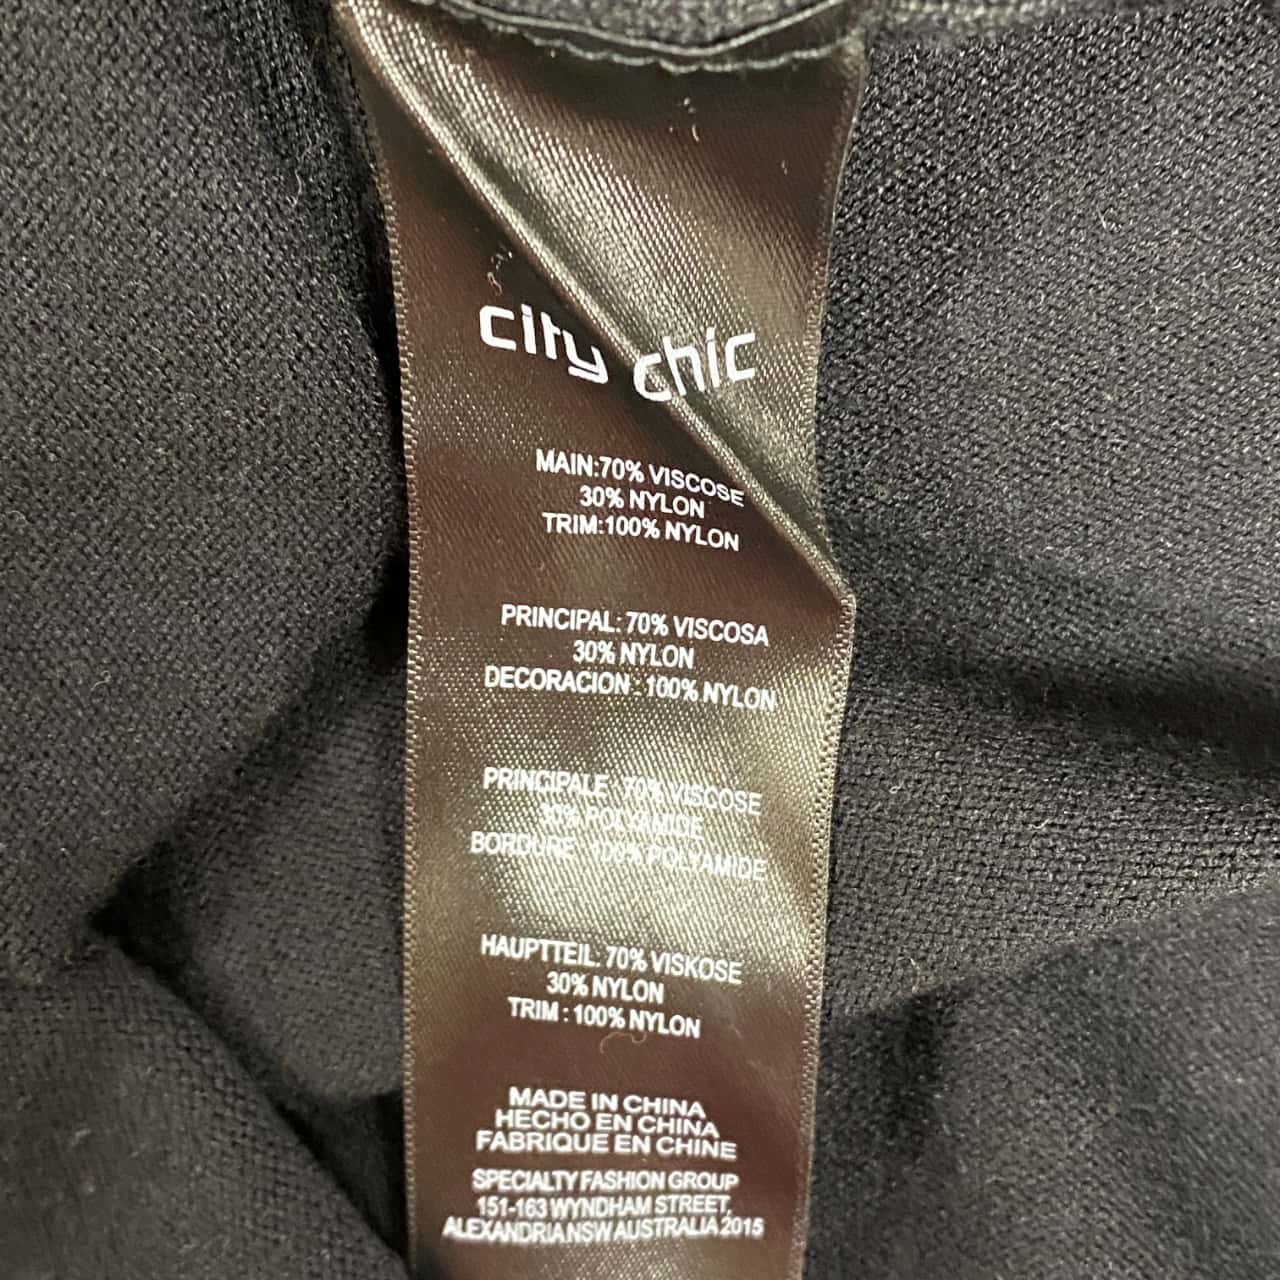 city chic
MAIN:70% VISCOSE
30% NYLON
TRIM:100% NYLON
PRINCIPAL: 70% VISCOSA
30% NYLON
DECORACION : 100% NYLON
PRINCIPALE 70% VISCOSE
30% POLYAMIDE
BORDURE 100% POLYAMIDE
HAUPTTEIL: 70% VISKOSE
30% NYLON
TRIM : 100% NYLON
MADE IN CHINA
HECHO EN CHINA
FABRIQUE EN CHINE
SPECIALTY FASHION GROUP
151-163 WYNDHAM STREET,
ALEXANDRIA NSW AUSTRALIA 2015